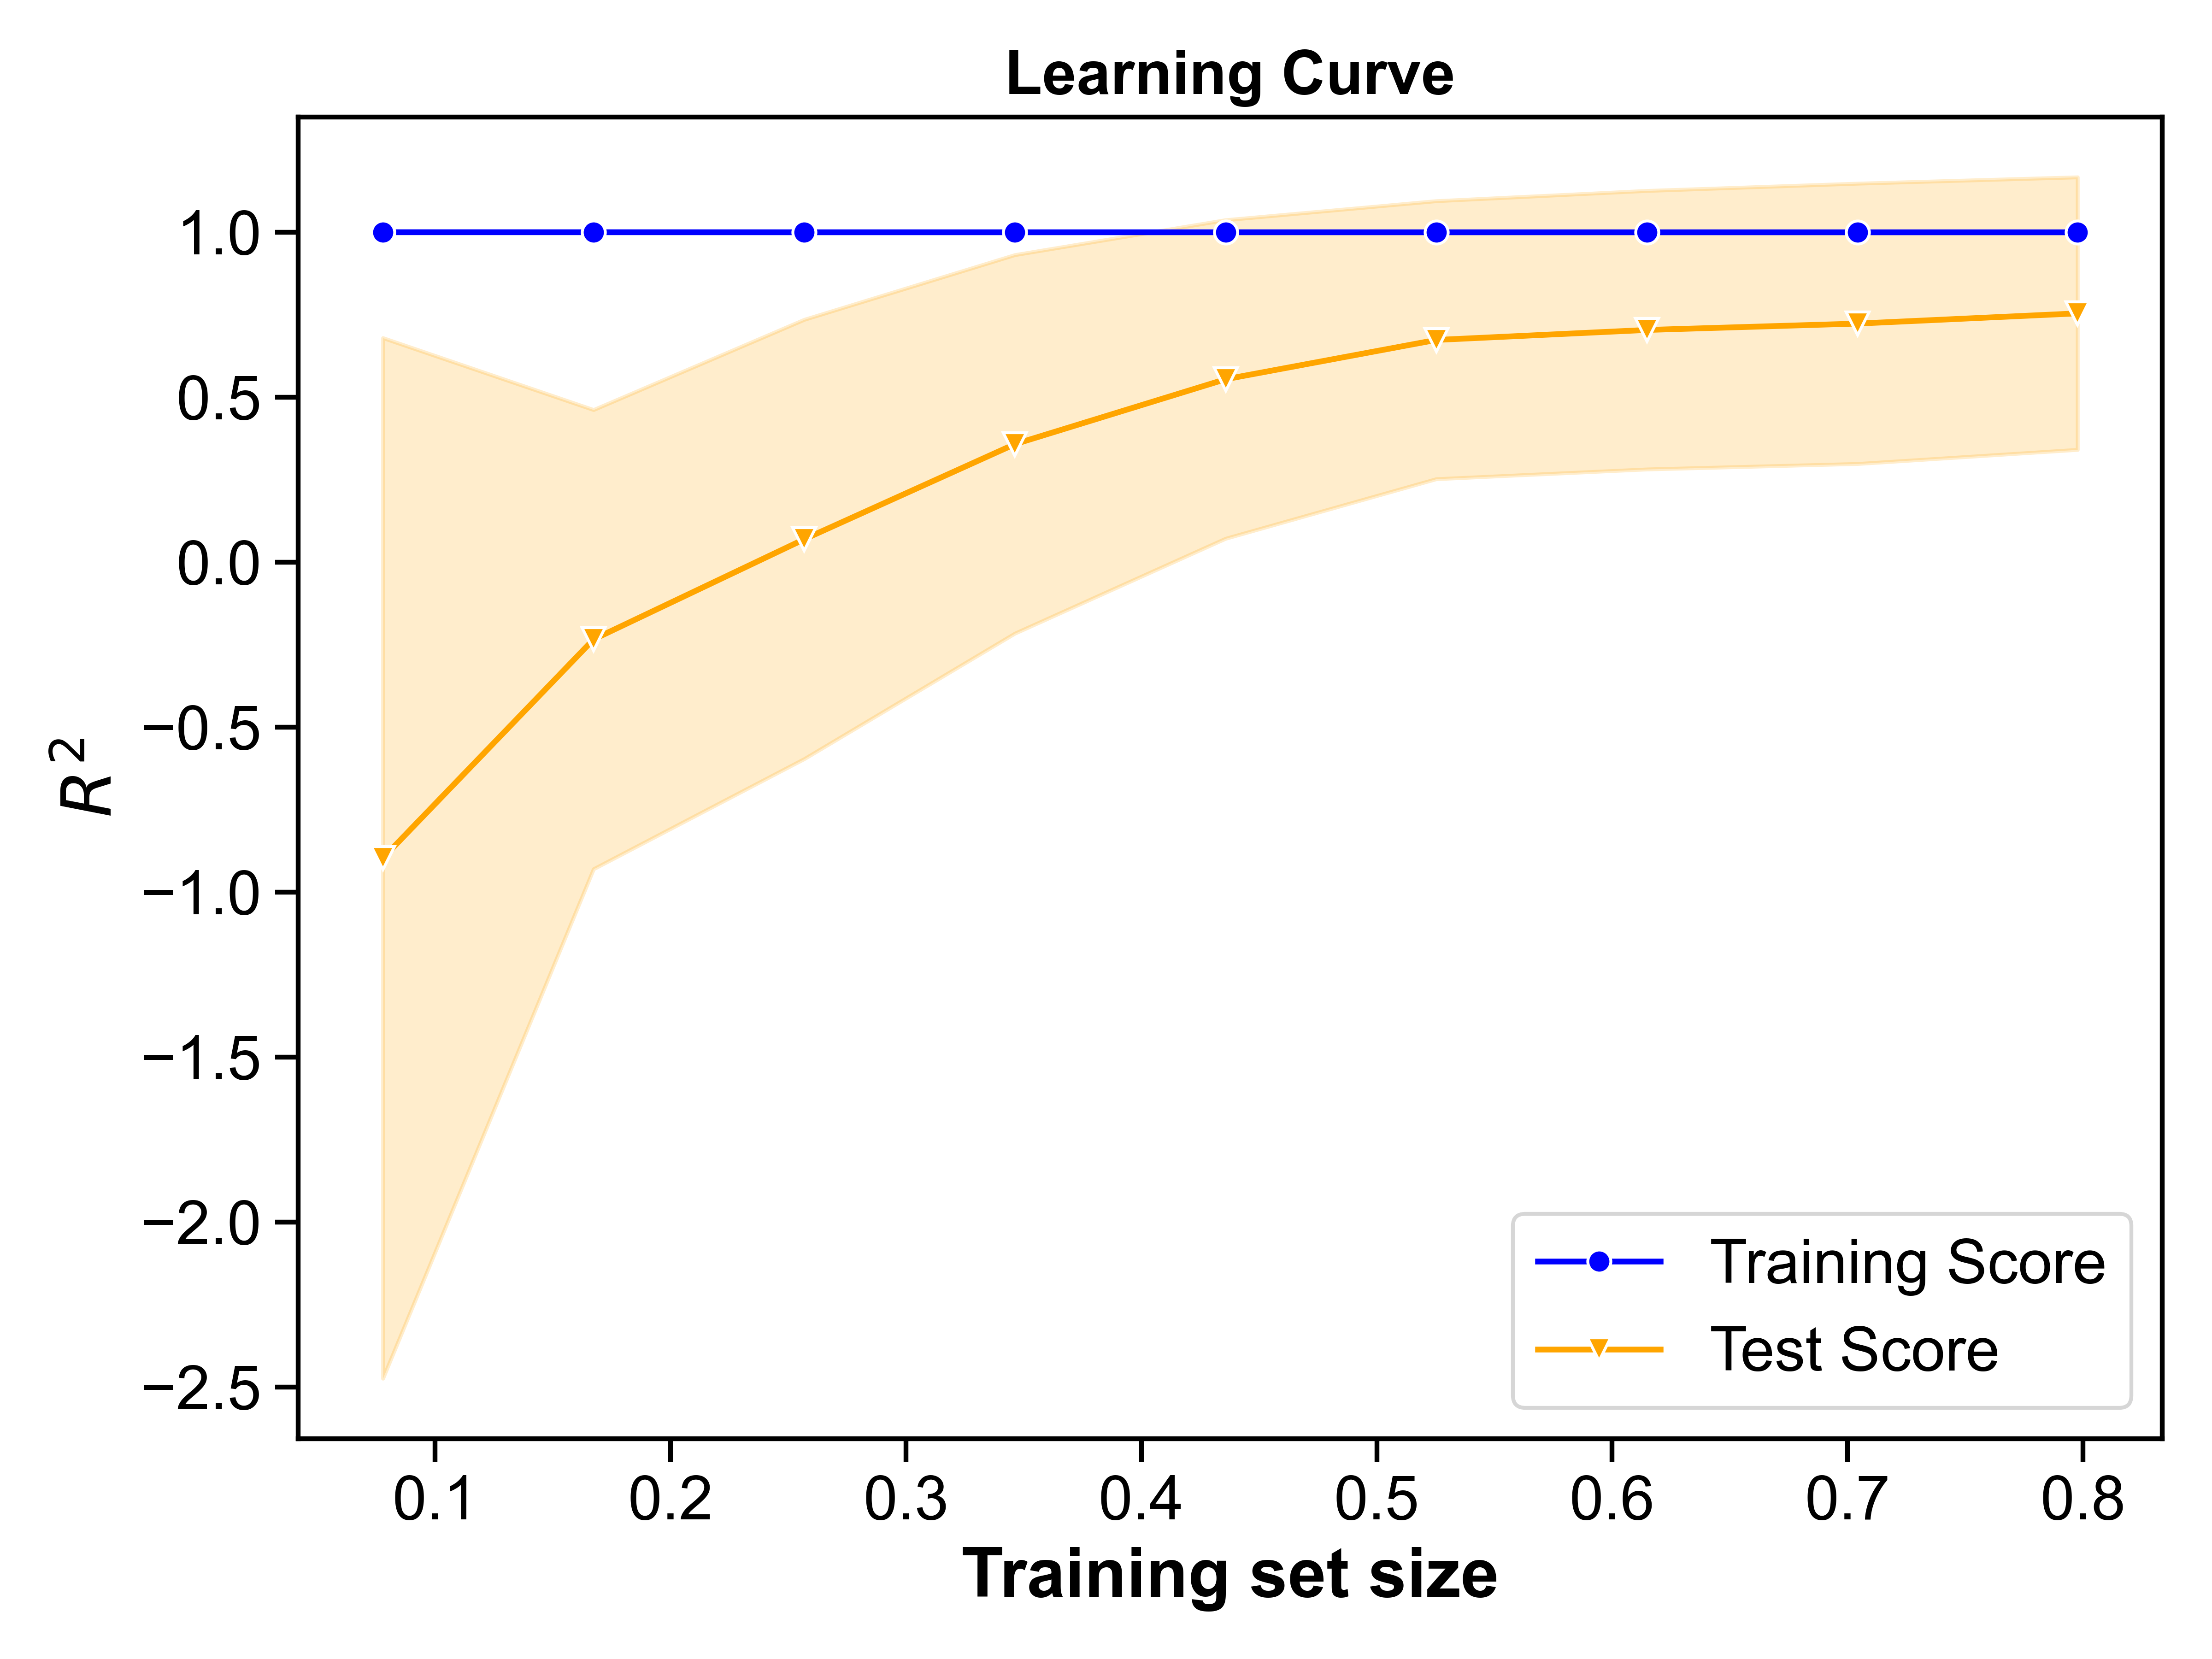 Learning Curve
1.0
0.5
0.0
−0.5
−1.0
−1.5
−2.0
−2.5
R²
Training Score
Test Score
0.1 0.2 0.3 0.4 0.5 0.6 0.7 0.8
Training set size